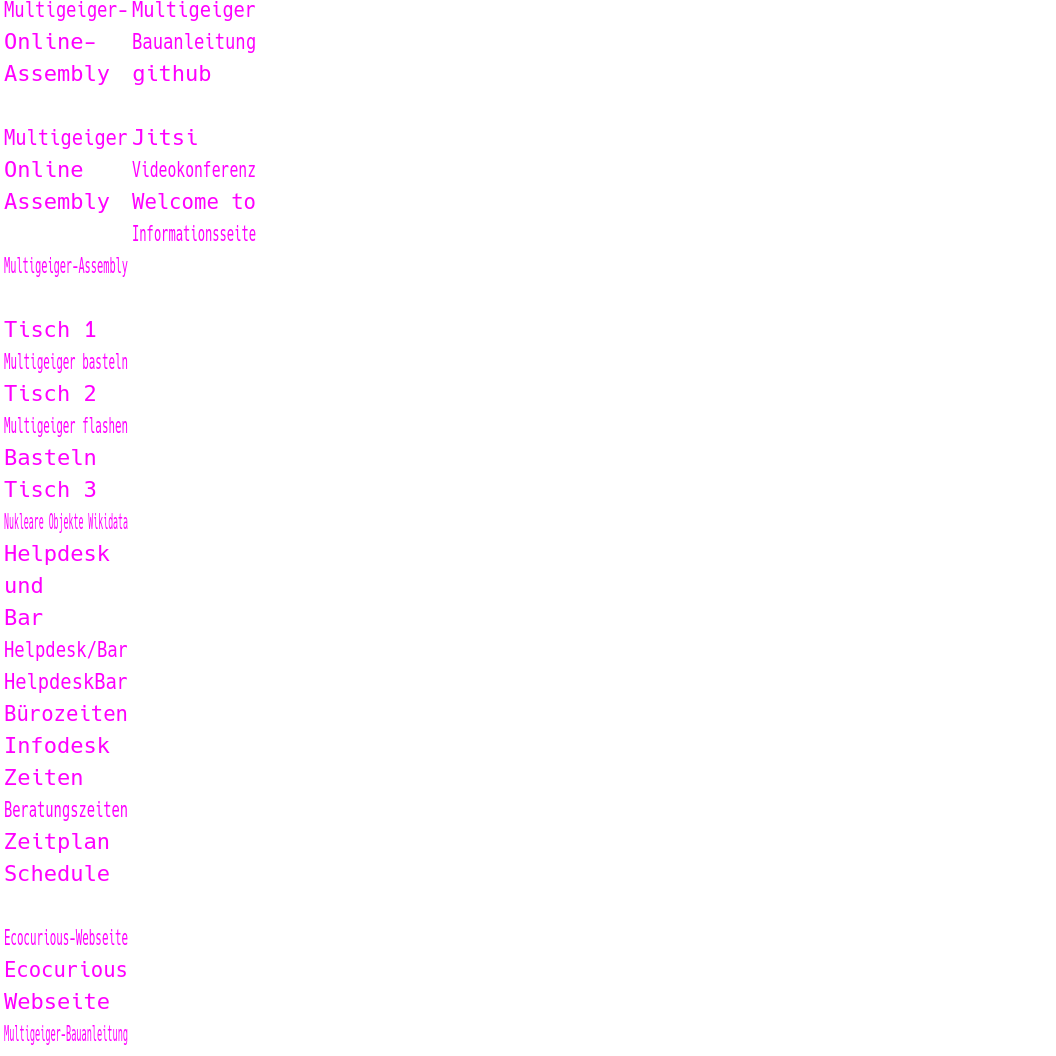 Multigeiger-
Online-
Assembly
Multigeiger
Online
Assembly
Multigeiger-Assembly
Tisch 1
Multigeiger basteln
Tisch 2
Multigeiger flashen
Basteln
Tisch 3
Nukleare Objekte Wikidata
Helpdesk
und
Bar
Helpdesk/Bar
HelpdeskBar
Bürozeiten
Infodesk
Zeiten
Beratungszeiten
Zeitplan
Schedule
Ecocurious-Webseite
Ecocurious
Webseite
Multigeiger-Bauanleitung
Multigeiger
Bauanleitung
github
Jitsi
Videokonferenz
Welcome to
Informationsseite